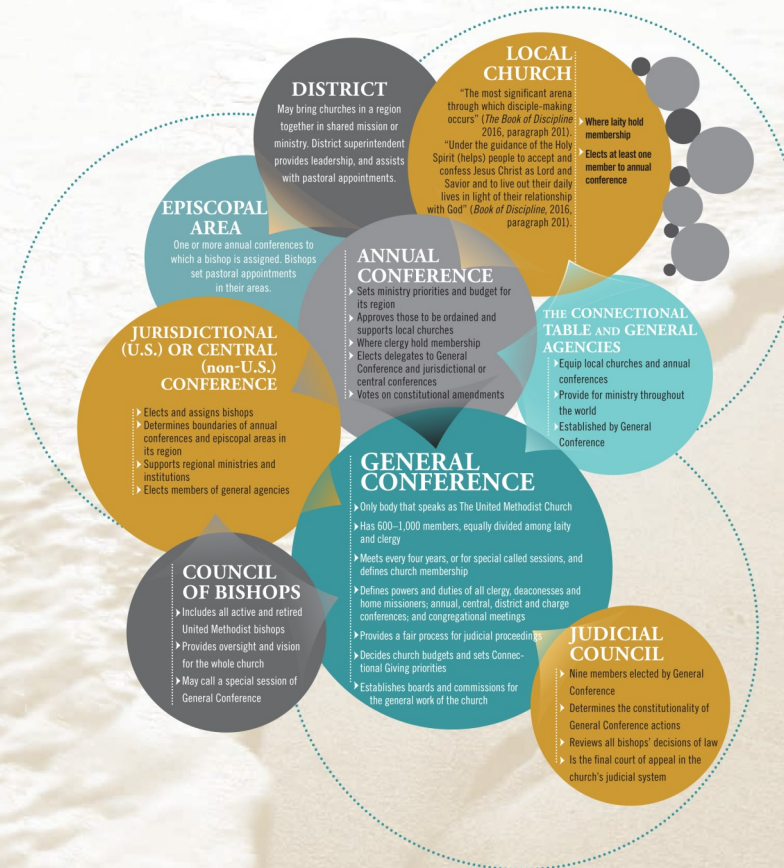 LOCAL
CHURCH
"The most significant arena
through which disciple-making
occurs" (The Book of Discipline
2016, paragraph 201).
"Under the guidance of the Holy
Spirit (helps) people to accept and
confess Jesus Christ as Lord and
Savior and to live out their daily
lives in light of their relationship
with God" (Book of Discipline, 2016,
paragraph 201).
Where laity hold
membership
Elects at least one
member to annual
conference
DISTRICT
May bring churches in a region
together in shared mission or
ministry. District superintendent
provides leadership, and assists
with pastoral appointments.
EPISCOPAL
AREA
One or more annual conferences to
which a bishop is assigned. Bishops
set pastoral appointments
in their areas.
ANNUAL
CONFERENCE
Sets ministry priorities and budget for
its region
Approves those to be ordained and
supports local churches
Where clergy hold membership
Elects delegates to General
Conference and jurisdictional or
central conferences
Votes on constitutional amendments
THE CONNECTIONAL
TABLE AND GENERAL
AGENCIES
Equip local churches and annual
conferences
Provide for ministry throughout
the world
Established by General
Conference
JURISDICTIONAL
(U.S.) OR CENTRAL
(non-U.S.)
CONFERENCE
Elects and assigns bishops
Determines boundaries of annual
conferences and episcopal areas in
its region
Supports regional ministries and
institutions
Elects members of general agencies
GENERAL
CONFERENCE
Only body that speaks as The United Methodist Church
Has 600–1,000 members, equally divided among laity
and clergy
Meets every four years, or for special called sessions, and
defines church membership
Defines powers and duties of all clergy, deaconesses and
home missioners; annual, central, district and charge
conferences; and congregational meetings
Provides a fair process for judicial proceedings
Decides church budgets and sets Connec-
tional Giving priorities
Establishes boards and commissions for
the general work of the church
COUNCIL
OF BISHOPS
Includes all active and retired
United Methodist bishops
Provides oversight and vision
for the whole church
May call a special session of
General Conference
JUDICIAL
COUNCIL
Nine members elected by General
Conference
Determines the constitutionality of
General Conference actions
Reviews all bishops' decisions of law
Is the final court of appeal in the
church's judicial system